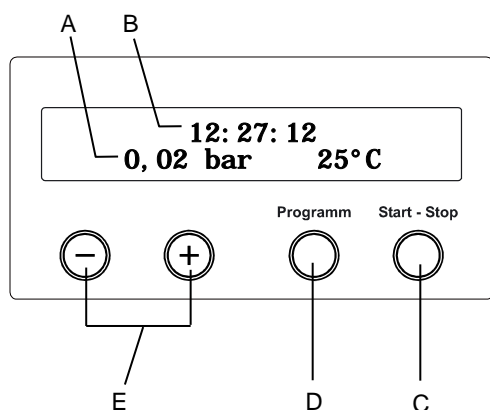 A B
12: 27: 12
0, 02 bar 25° C
Programm Start - Stop
− +
E D C